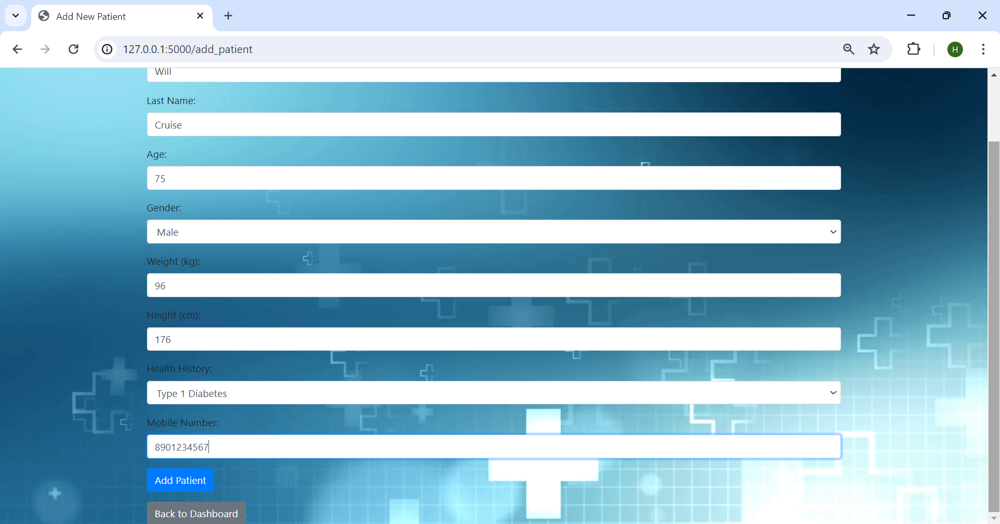 Add New Patient
127.0.0.1:5000/add_patient
H
Will
Last Name:
Cruise
Age:
75
Gender:
Male
Weight (kg):
96
Height (cm):
176
Health History:
Type 1 Diabetes
Mobile Number:
8901234567
Add Patient
Back to Dashboard